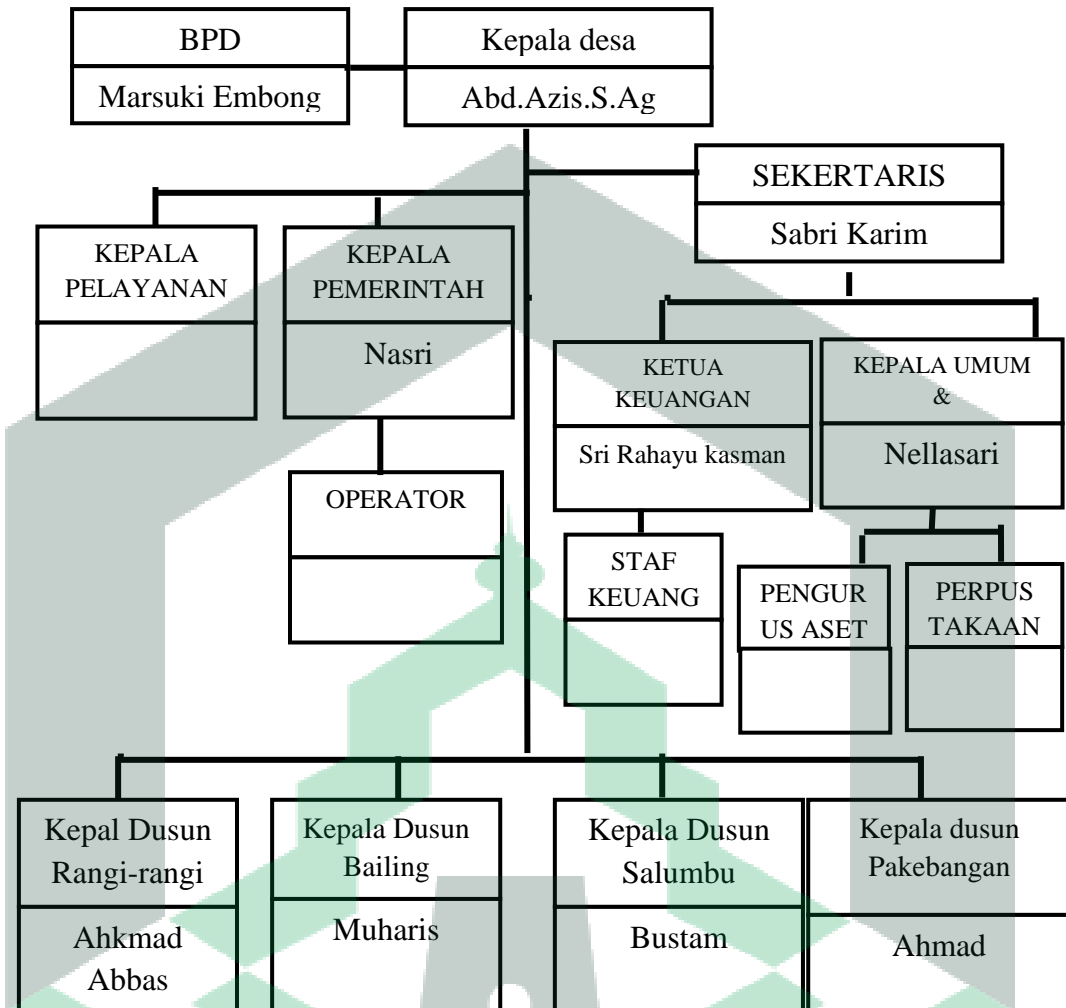 BPD
Marsuki Embong
Kepala desa
Abd.Azis.S.Ag
SEKERTARIS
Sabri Karim
KEPALA
PELAYANAN
KEPALA
PEMERINTAH
Nasri
KETUA
KEUANGAN
Sri Rahayu kasman
KEPALA UMUM
&
Nellasari
OPERATOR
STAF
KEUANG
PENGUR
US ASET
PERPUS
TAKAAN
Kepal Dusun
Rangi-rangi
Ahkmad
Abbas
Kepala Dusun
Bailing
Muharis
Kepala Dusun
Salumbu
Bustam
Kepala dusun
Pakebangan
Ahmad